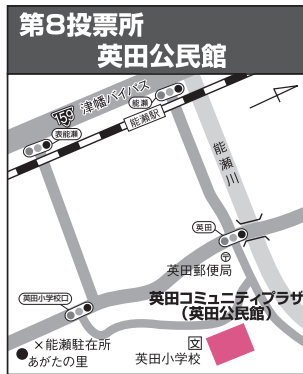 第8投票所
英田公民館
159
津幡バイパス
能瀬
表能瀬
能瀬駅
能瀬川
英田
英田郵便局
英田小学校口
英田コミュニティプラザ
(英田公民館)
×能瀬駐在所
あがたの里
文
英田小学校